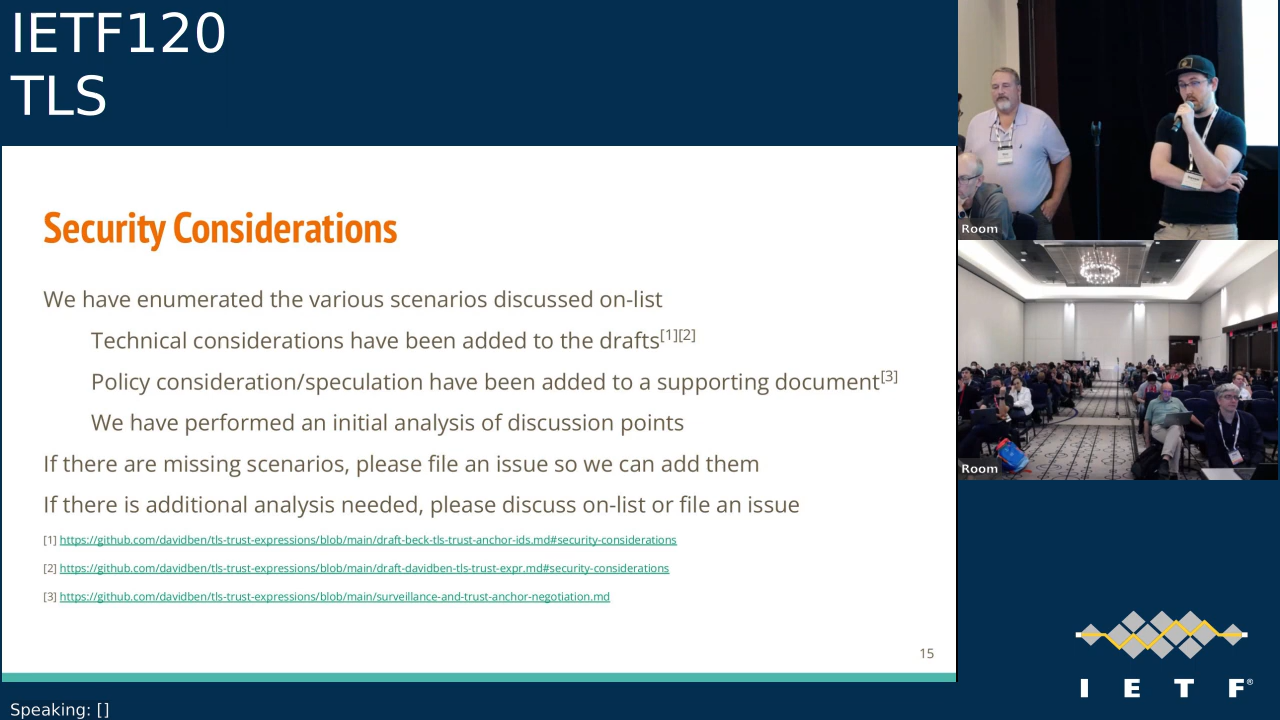 IETF120
TLS
Security Considerations
We have enumerated the various scenarios discussed on-list
Technical considerations have been added to the drafts[1][2]
Policy consideration/speculation have been added to a supporting document[3]
We have performed an initial analysis of discussion points
If there are missing scenarios, please file an issue so we can add them
If there is additional analysis needed, please discuss on-list or file an issue
[1] https://github.com/davidben/tls-trust-expressions/blob/main/draft-beck-tls-trust-anchor-ids.md#security-considerations
[2] https://github.com/davidben/tls-trust-expressions/blob/main/draft-davidben-tls-trust-expr.md#security-considerations
[3] https://github.com/davidben/tls-trust-expressions/blob/main/surveillance-and-trust-anchor-negotiation.md
15
Speaking: []
Room
Room
I E T F®